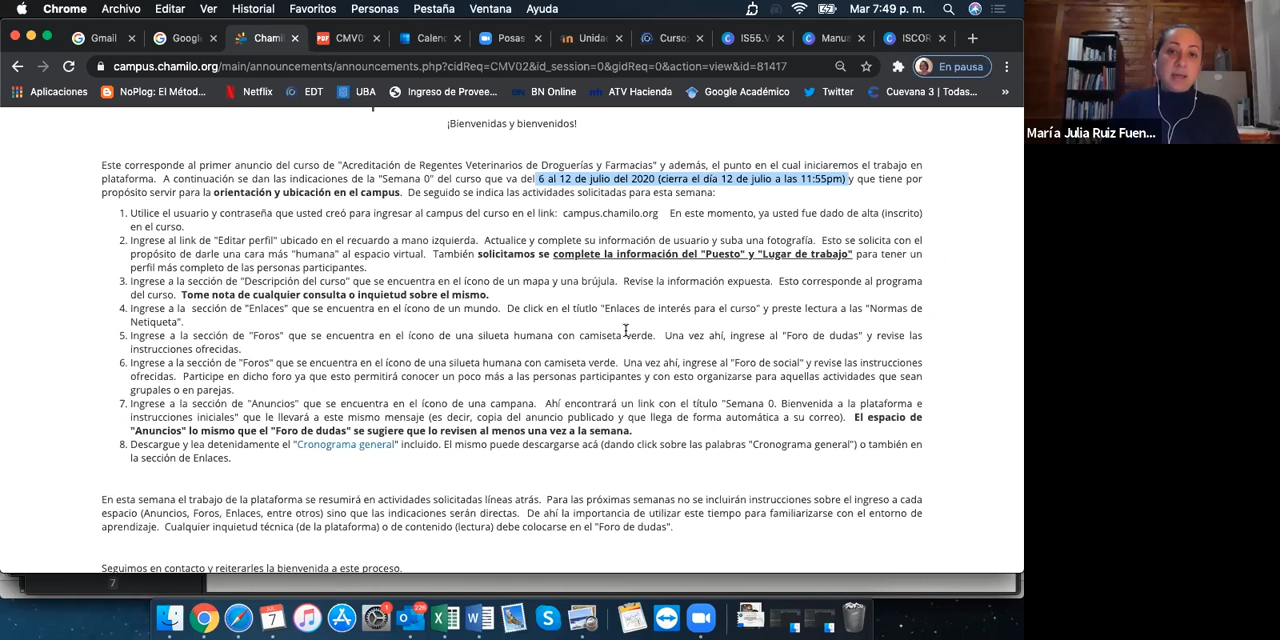 Chrome Archivo Editar Ver Historial Favoritos Personas Pestaña Ventana Ayuda Mar 7:49 p. m.
Gmail Google Chamil CMV0 Calend Posas Unidad Curso: IS55.V Manua ISCOR
campus.chamilo.org/main/announcements/announcements.php?cidReq=CMV02&id_session=0&gidReq=0&action=view&id=81417 En pausa
Aplicaciones NoPlog: El Métod... Netflix EDT UBA Ingreso de Provee... BN Online ATV Hacienda Google Académico Twitter Cuevana 3 | Todas... »
¡Bienvenidas y bienvenidos!
Este corresponde al primer anuncio del curso de "Acreditación de Regentes Veterinarios de Droguerías y Farmacias" y además, el punto en el cual iniciaremos el trabajo en
plataforma. A continuación se dan las indicaciones de la "Semana 0" del curso que va del 6 al 12 de julio del 2020 (cierra el día 12 de julio a las 11:55pm) y que tiene por
propósito servir para la orientación y ubicación en el campus. De seguido se indica las actividades solicitadas para esta semana:
1. Utilice el usuario y contraseña que usted creó para ingresar al campus del curso en el link: campus.chamilo.org En este momento, ya usted fue dado de alta (inscrito)
en el curso.
2. Ingrese al link de "Editar perfil" ubicado en el recuardo a mano izquierda. Actualice y complete su información de usuario y suba una fotografía. Esto se solicita con el
propósito de darle una cara más "humana" al espacio virtual. También solicitamos se complete la información del "Puesto" y "Lugar de trabajo" para tener un
perfil más completo de las personas participantes.
3. Ingrese a la sección de "Descripción del curso" que se encuentra en el ícono de un mapa y una brújula. Revise la información expuesta. Esto corresponde al programa
del curso. Tome nota de cualquier consulta o inquietud sobre el mismo.
4. Ingrese a la sección de "Enlaces" que se encuentra en el ícono de un mundo. De click en el tíutlo "Enlaces de interés para el curso" y preste lectura a las "Normas de
Netiqueta".
5. Ingrese a la sección de "Foros" que se encuentra en el ícono de una silueta humana con camiseta verde. Una vez ahí, ingrese al "Foro de dudas" y revise las
instrucciones ofrecidas.
6. Ingrese a la sección de "Foros" que se encuentra en el ícono de una silueta humana con camiseta verde. Una vez ahí, ingrese al "Foro de social" y revise las instrucciones
ofrecidas. Participe en dicho foro ya que esto permitirá conocer un poco más a las personas participantes y con esto organizarse para aquellas actividades que sean
grupales o en parejas.
7. Ingrese a la sección de "Anuncios" que se encuentra en el ícono de una campana. Ahí encontrará un link con el título "Semana 0. Bienvenida a la plataforma e
instrucciones iniciales" que le llevará a este mismo mensaje (es decir, copia del anuncio publicado y que llega de forma automática a su correo). El espacio de
"Anuncios" lo mismo que el "Foro de dudas" se sugiere que lo revisen al menos una vez a la semana.
8. Descargue y lea detenidamente el "Cronograma general" incluido. El mismo puede descargarse acá (dando click sobre las palabras "Cronograma general") o también en
la sección de Enlaces.
En esta semana el trabajo de la plataforma se resumirá en actividades solicitadas líneas atrás. Para las próximas semanas no se incluirán instrucciones sobre el ingreso a cada
espacio (Anuncios, Foros, Enlaces, entre otros) sino que las indicaciones serán directas. De ahí la importancia de utilizar este tiempo para familiarizarse con el entorno de
aprendizaje. Cualquier inquietud técnica (de la plataforma) o de contenido (lectura) debe colocarse en el "Foro de dudas".
Seguimos en contacto y reiterarles la bienvenida a este proceso.
7
María Julia Ruiz Fuen...